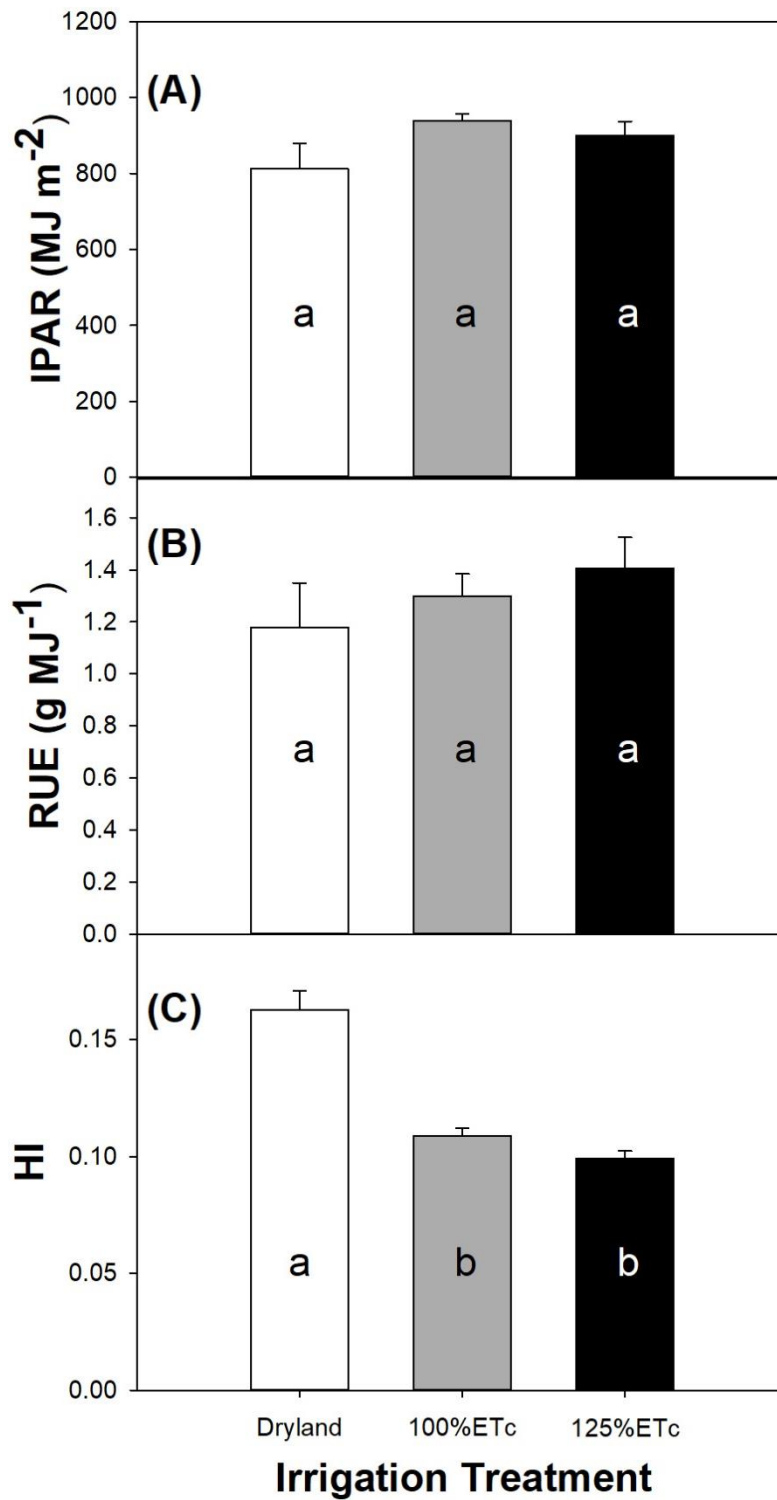 1200
(A)
1000
800
600
400
200
0
IPAR (MJ m⁻²)
a a a
1.6
(B)
1.4
1.2
1.0
0.8
0.6
0.4
0.2
0.0
RUE (g MJ⁻¹)
a a a
(C)
0.15
0.10
0.05
0.00
HI
a b b
Dryland 100%ETc 125%ETc
Irrigation Treatment